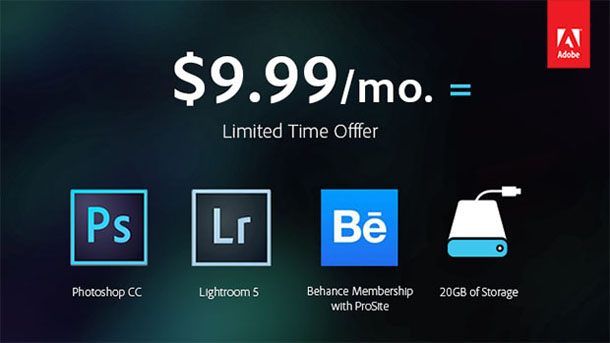 Adobe
$9.99/mo. =
Limited Time Offfer
Ps
Lr
Bē
Photoshop CC
Lightroom 5
Behance Membership
with ProSite
20GB of Storage